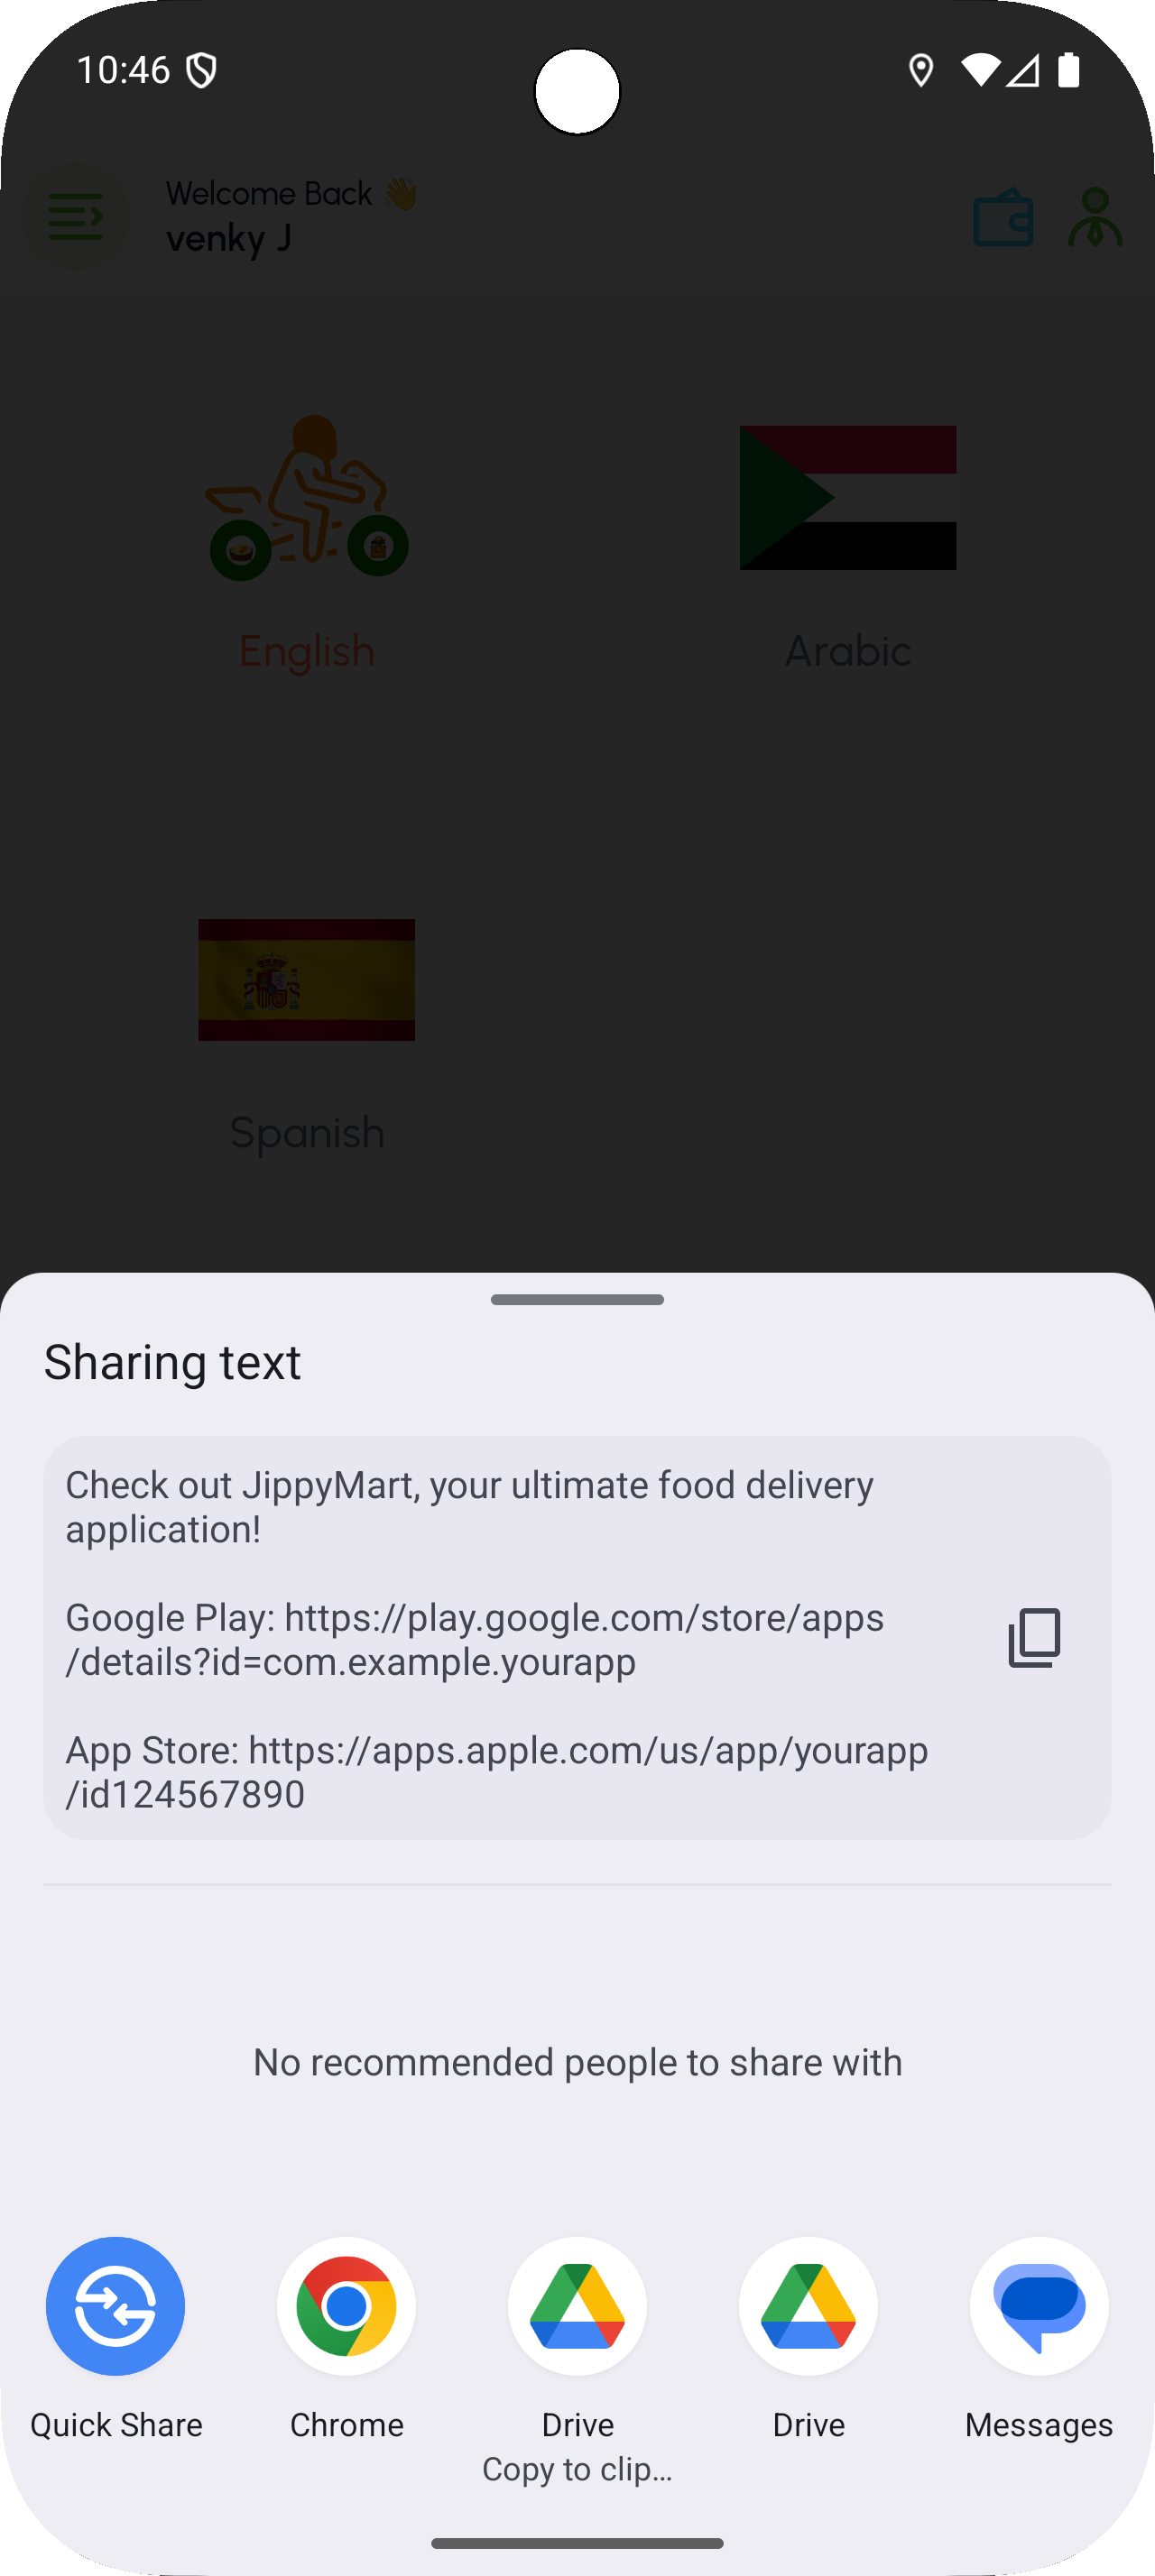 10:46
Welcome Back 👋
venky J
English
Arabic
Spanish
Sharing text
Check out JippyMart, your ultimate food delivery
application!
Google Play: https://play.google.com/store/apps
/details?id=com.example.yourapp
App Store: https://apps.apple.com/us/app/yourapp
/id124567890
No recommended people to share with
Quick Share
Chrome
Drive
Copy to clip...
Drive
Messages